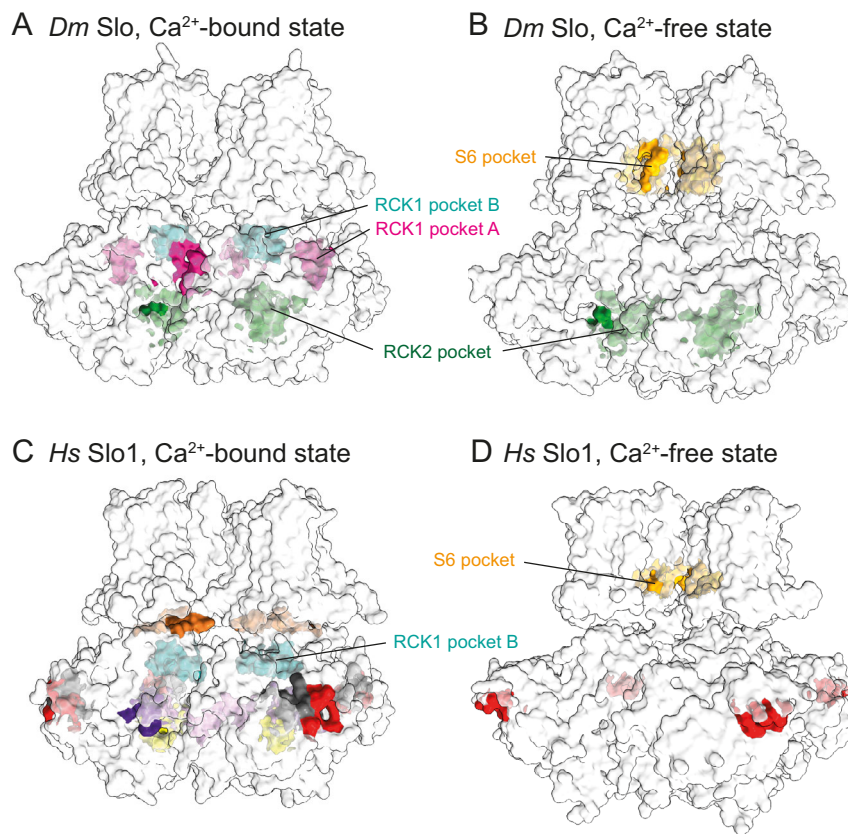 A Dm Slo, Ca²⁺-bound state
B Dm Slo, Ca²⁺-free state
S6 pocket
RCK1 pocket B
RCK1 pocket A
RCK2 pocket
C Hs Slo1, Ca²⁺-bound state
D Hs Slo1, Ca²⁺-free state
S6 pocket
RCK1 pocket B